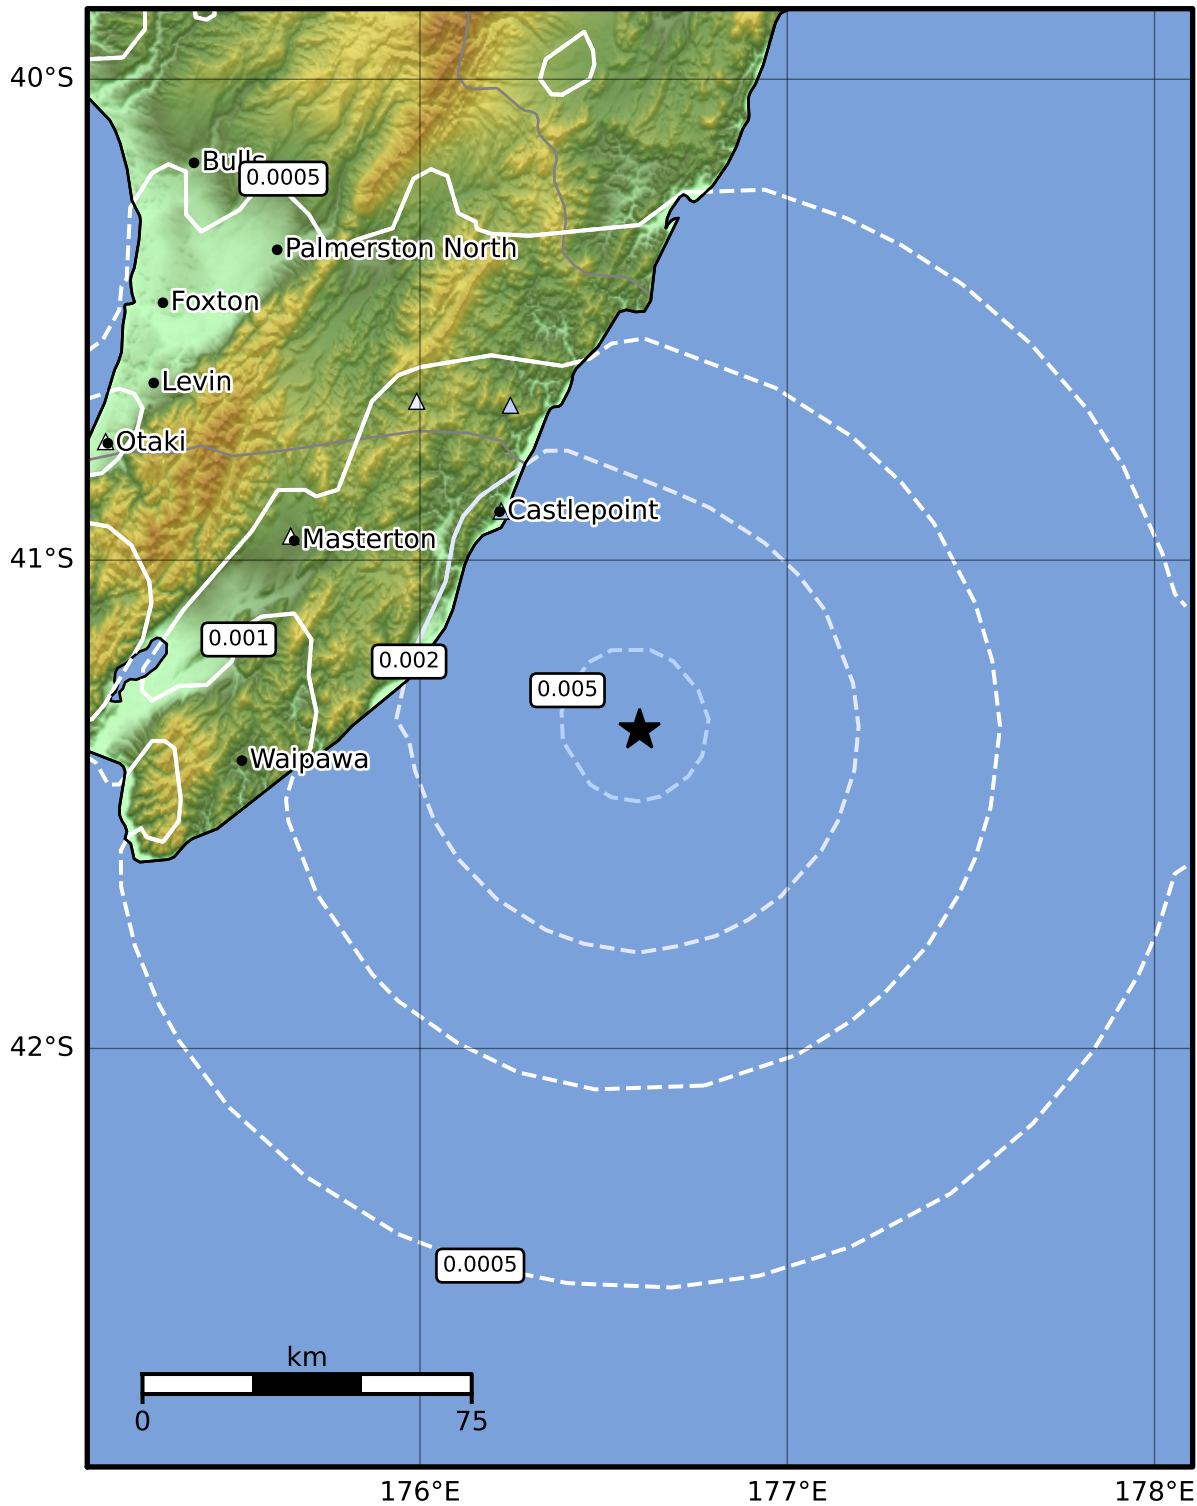 40°S
Bulls
0.0005
Palmerston North
Foxton
Levin
Otaki
Castlepoint
Masterton
41°S
0.001
0.002
0.005
Waipawa
42°S
0.0005
km
0
75
176°E
177°E
178°E